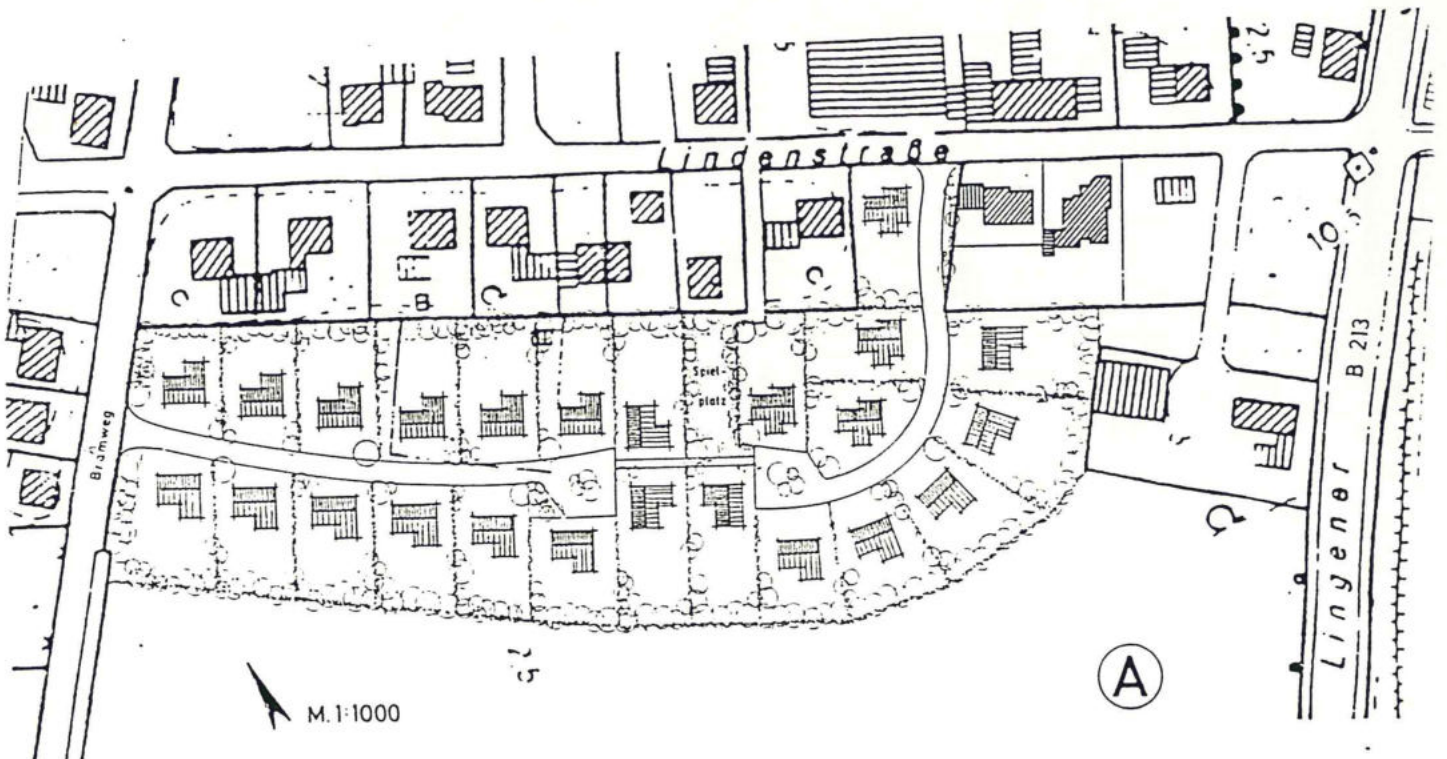 Lindenstraße
10
B 213
Spiel-
platz
Bramweg
Lingener
A
M. 1:1000